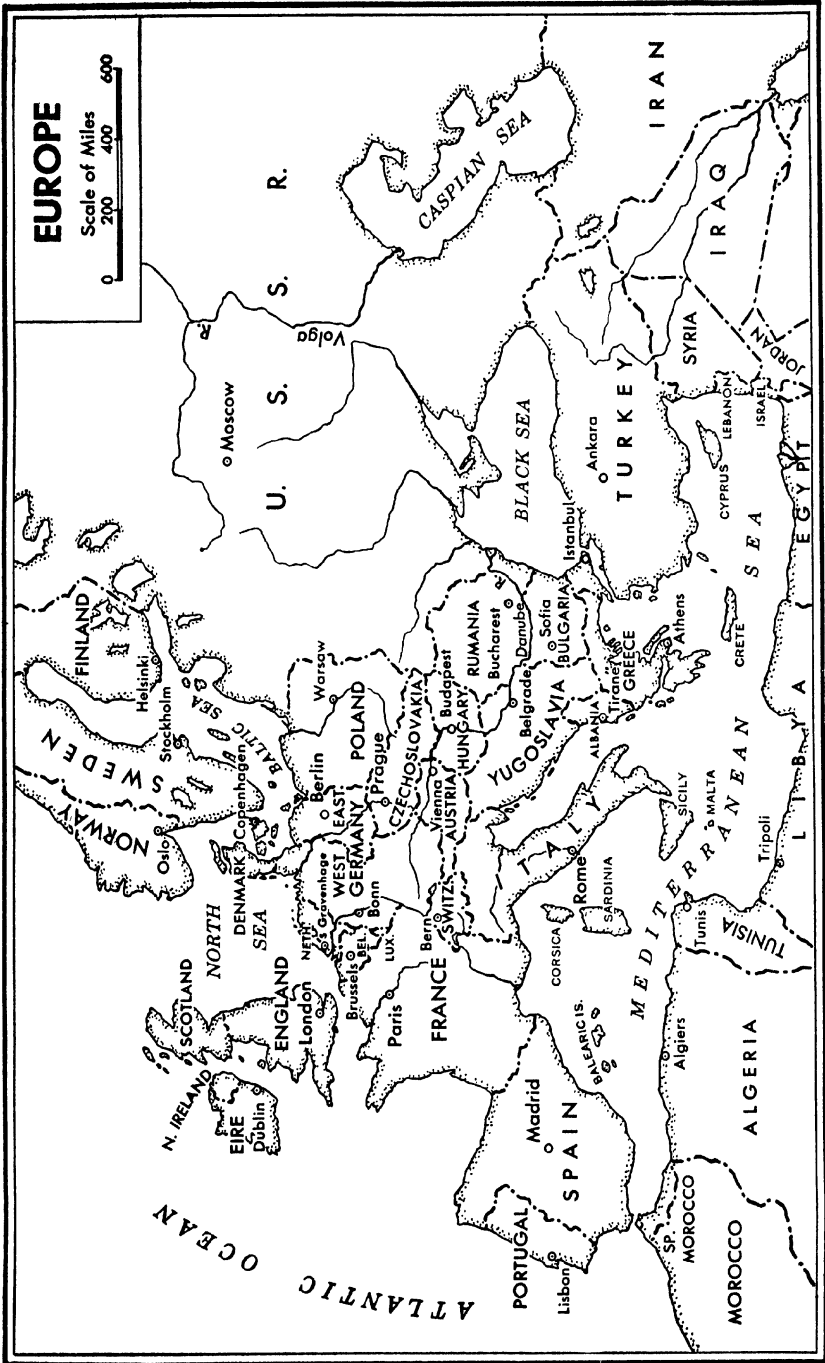 EUROPE
Scale of Miles
0 200 400 600
ATLANTIC OCEAN
NORWAY
Oslo
SWEDEN
Stockholm
FINLAND
Helsinki
BALTIC SEA
NORTH
SEA
DENMARK
Copenhagen
SCOTLAND
N. IRELAND
EIRE
Dublin
ENGLAND
London
NETH.
's Gravenhage
BEL.
Brussels
LUX.
WEST
GERMANY
Bonn
EAST.
Berlin
POLAND
Warsaw
Prague
CZECHOSLOVAKIA
U. S. S. R.
Moscow
Volga
R.
Paris
FRANCE
Bern
SWITZ.
Vienna
AUSTRIA
Budapest
HUNGARY
RUMANIA
Bucharest
Danube
R.
Belgrade
YUGOSLAVIA
Sofia
BULGARIA
ALBANIA
Tirane
GREECE
Athens
CRETE
ITALY
Rome
CORSICA
SARDINIA
SICILY
MALTA
PORTUGAL
Lisbon
Madrid
SPAIN
BALEARIC IS.
MEDITERRANEAN SEA
BLACK SEA
CASPIAN SEA
Istanbul
Ankara
TURKEY
CYPRUS
SYRIA
LEBANON
ISRAEL
JORDAN
IRAQ
IRAN
SP.
MOROCCO
MOROCCO
Algiers
ALGERIA
Tunis
TUNISIA
Tripoli
LIBYA
EGYPT